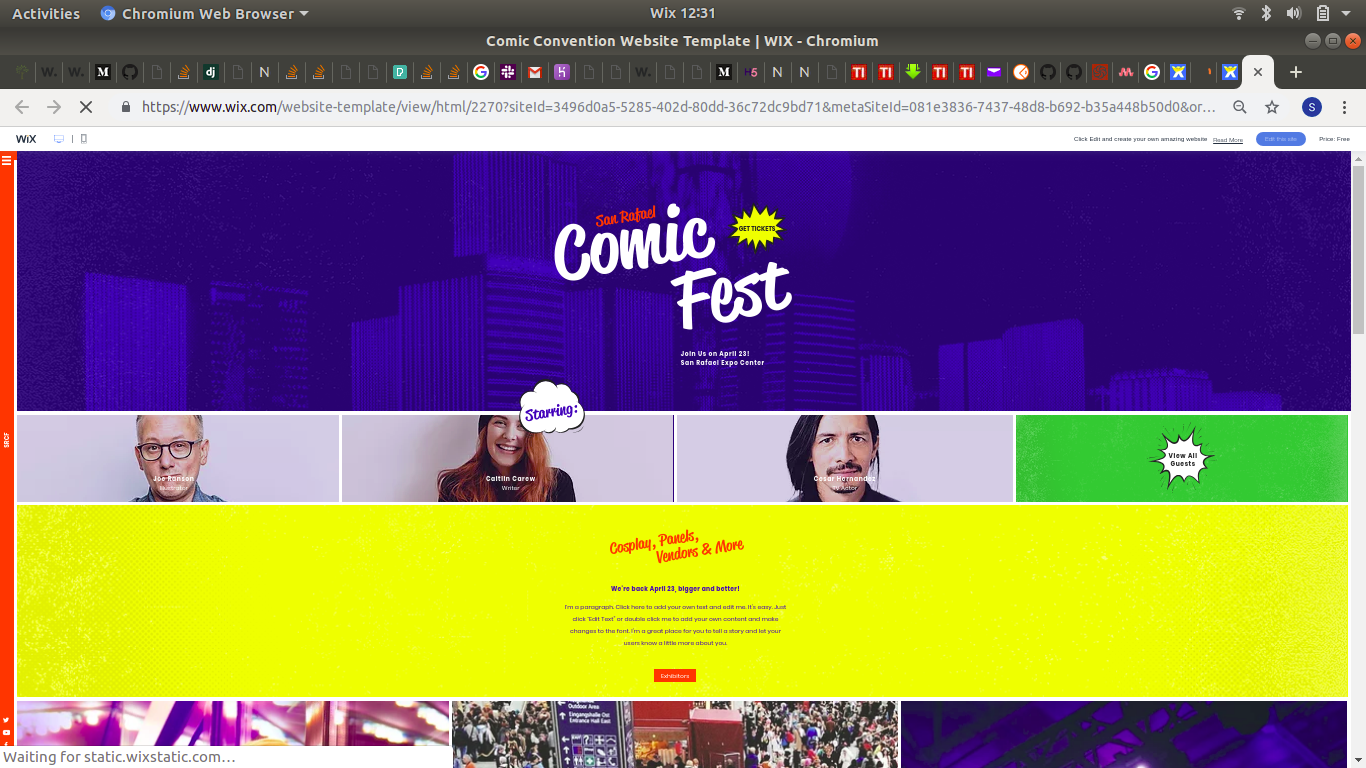 Activities
Chromium Web Browser
Wix 12:31
Comic Convention Website Template | WIX - Chromium
https://www.wix.com/website-template/view/html/2270?siteId=3496d0a5-5285-402d-80dd-36c72dc9bd71&metaSiteId=081e3836-7437-48d8-b692-b35a448b50d0&or…
S
WiX
Click Edit and create your own amazing website
Read More
Edit this site
Price: Free
San Rafael
Comic
Fest
GET TICKETS
Join Us on April 23!
San Rafael Expo Center
Starring:
SRCF
Joe Ranson
Illustrator
Caitlin Carew
Writer
Cesar Hernandez
TV Actor
View All
Guests
Cosplay, Panels,
Vendors & More
We're back April 23, bigger and better!
I'm a paragraph. Click here to add your own text and edit me. It's easy. Just
click "Edit Text" or double click me to add your own content and make
changes to the font. I'm a great place for you to tell a story and let your
users know a little more about you.
Exhibitors
Outdoor Area
Eingangshalle Ost
Entrance Hall East
Waiting for static.wixstatic.com…